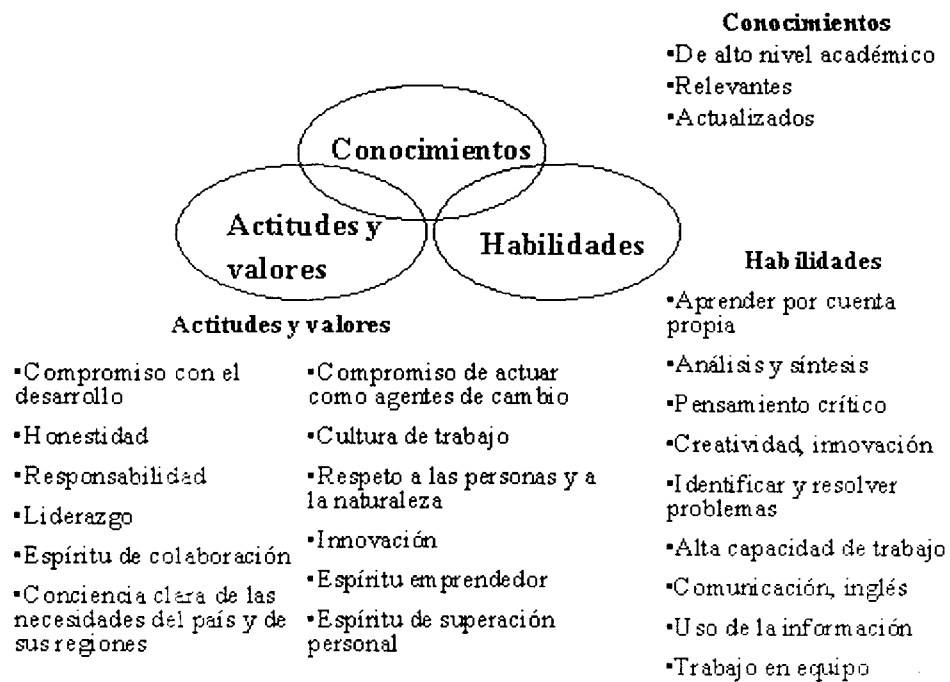 Conocimientos
▪De alto nivel académico
▪Relevantes
▪Actualizados
Conocimientos
Actitudes y
valores
Habilidades
Actitudes y valores
▪Compromiso con el
desarrollo
▪Honestidad
▪Responsabilidad
▪Liderazgo
▪Espíritu de colaboración
▪Conciencia clara de las
necesidades del país y de
sus regiones
▪Compromiso de actuar
como agentes de cambio
▪Cultura de trabajo
▪Respeto a las personas y a
la naturaleza
▪Innovación
▪Espíritu emprendedor
▪Espíritu de superación
personal
Habilidades
▪Aprender por cuenta
propia
▪Análisis y síntesis
▪Pensamiento crítico
▪Creatividad, innovación
▪Identificar y resolver
problemas
▪Alta capacidad de trabajo
▪Comunicación, inglés
▪Uso de la información
▪Trabajo en equipo